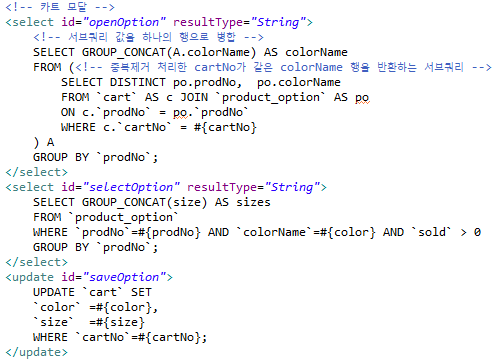 <!-- 카트 모달 -->
<select id="openOption" resultType="String">
<!-- 서브쿼리 값을 하나의 행으로 병합 -->
SELECT GROUP_CONCAT(A.colorName) AS colorName
FROM (<!-- 중복제거 처리한 cartNo가 같은 colorName 행을 반환하는 서브쿼리 -->
SELECT DISTINCT po.prodNo,  po.colorName
FROM `cart` AS c JOIN `product_option` AS po
ON c.`prodNo` = po.`prodNo`
WHERE c.`cartNo` = #{cartNo}
) A
GROUP BY `prodNo`;
</select>
<select id="selectOption" resultType="String">
SELECT GROUP_CONCAT(size) AS sizes
FROM `product_option`
WHERE `prodNo`=#{prodNo} AND `colorName`=#{color} AND `sold` > 0
GROUP BY `prodNo`;
</select>
<update id="saveOption">
UPDATE `cart` SET
`color` =#{color},
`size`  =#{size}
WHERE `cartNo`=#{cartNo};
</update>